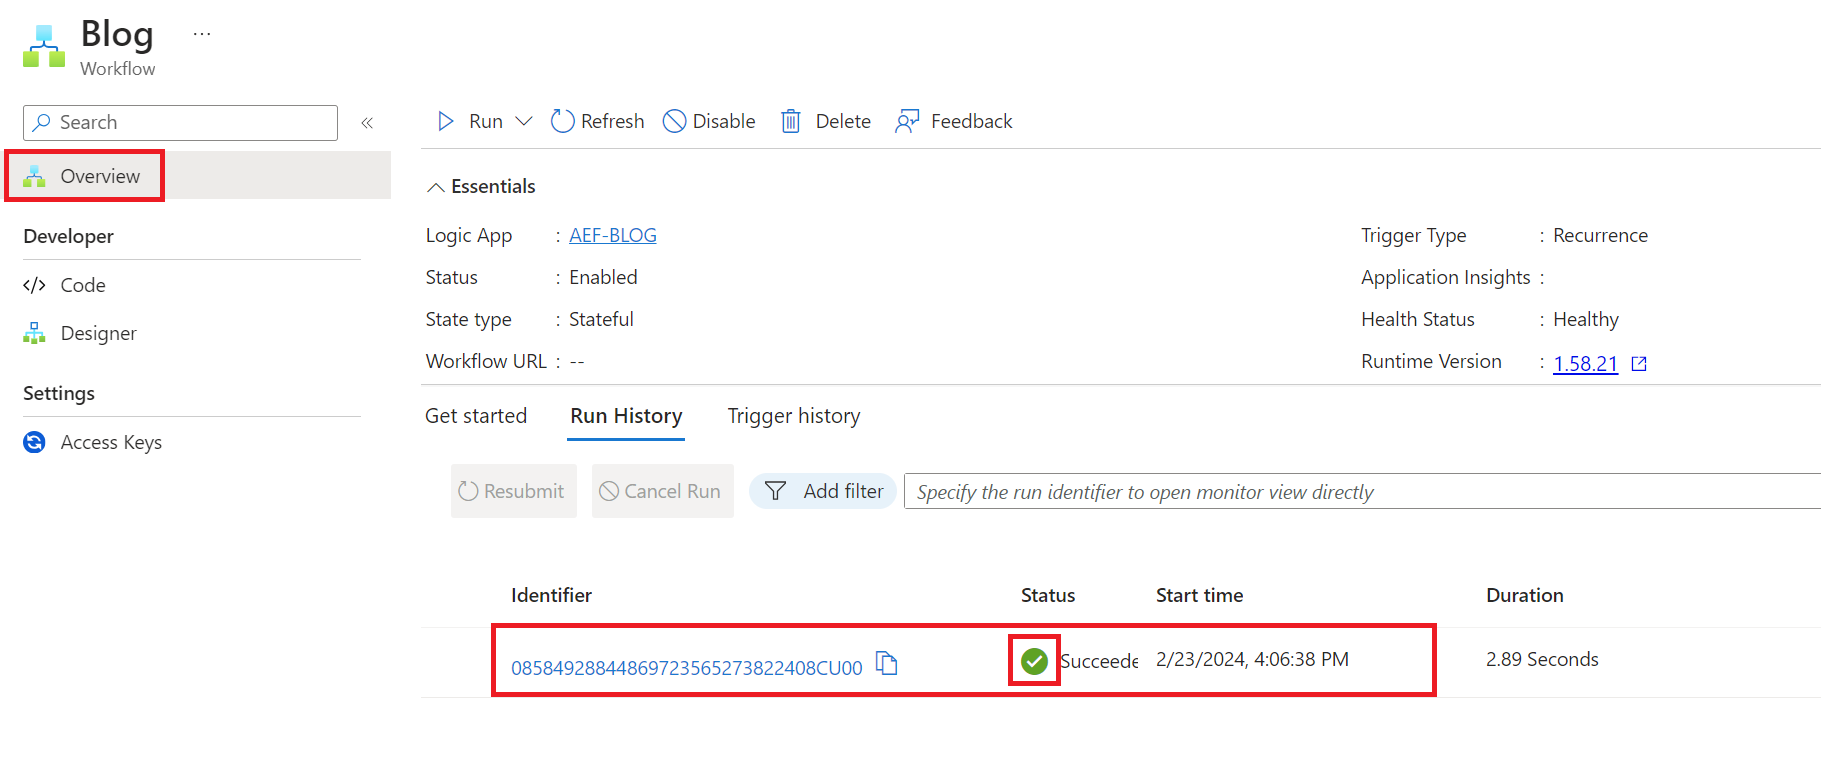 Blog ...
Workflow
Search «
Run Refresh Disable Delete Feedback
Overview
Essentials
Developer
Logic App : AEF-BLOG Trigger Type : Recurrence
</> Code
Status : Enabled Application Insights :
Designer
State type : Stateful Health Status : Healthy
Workflow URL : -- Runtime Version : 1.58.21
Settings
Get started Run History Trigger history
Access Keys
Resubmit Cancel Run Add filter Specify the run identifier to open monitor view directly
Identifier Status Start time Duration
08584928844869723565273822408CU00 Succeede 2/23/2024, 4:06:38 PM 2.89 Seconds